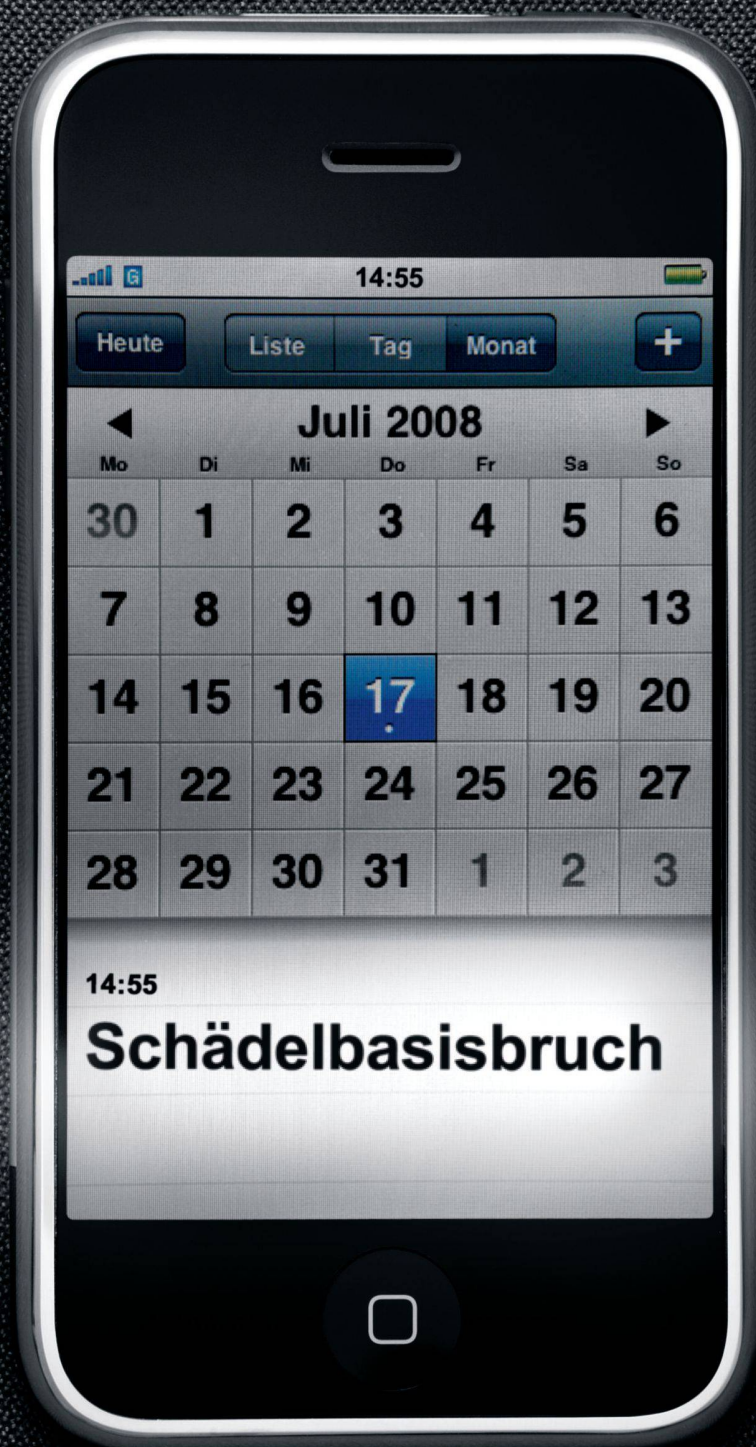 G 14:55
Heute Liste Tag Monat +
Juli 2008
Mo Di Mi Do Fr Sa So
30 1 2 3 4 5 6
7 8 9 10 11 12 13
14 15 16 17 18 19 20
21 22 23 24 25 26 27
28 29 30 31 1 2 3
14:55
Schädelbasisbruch